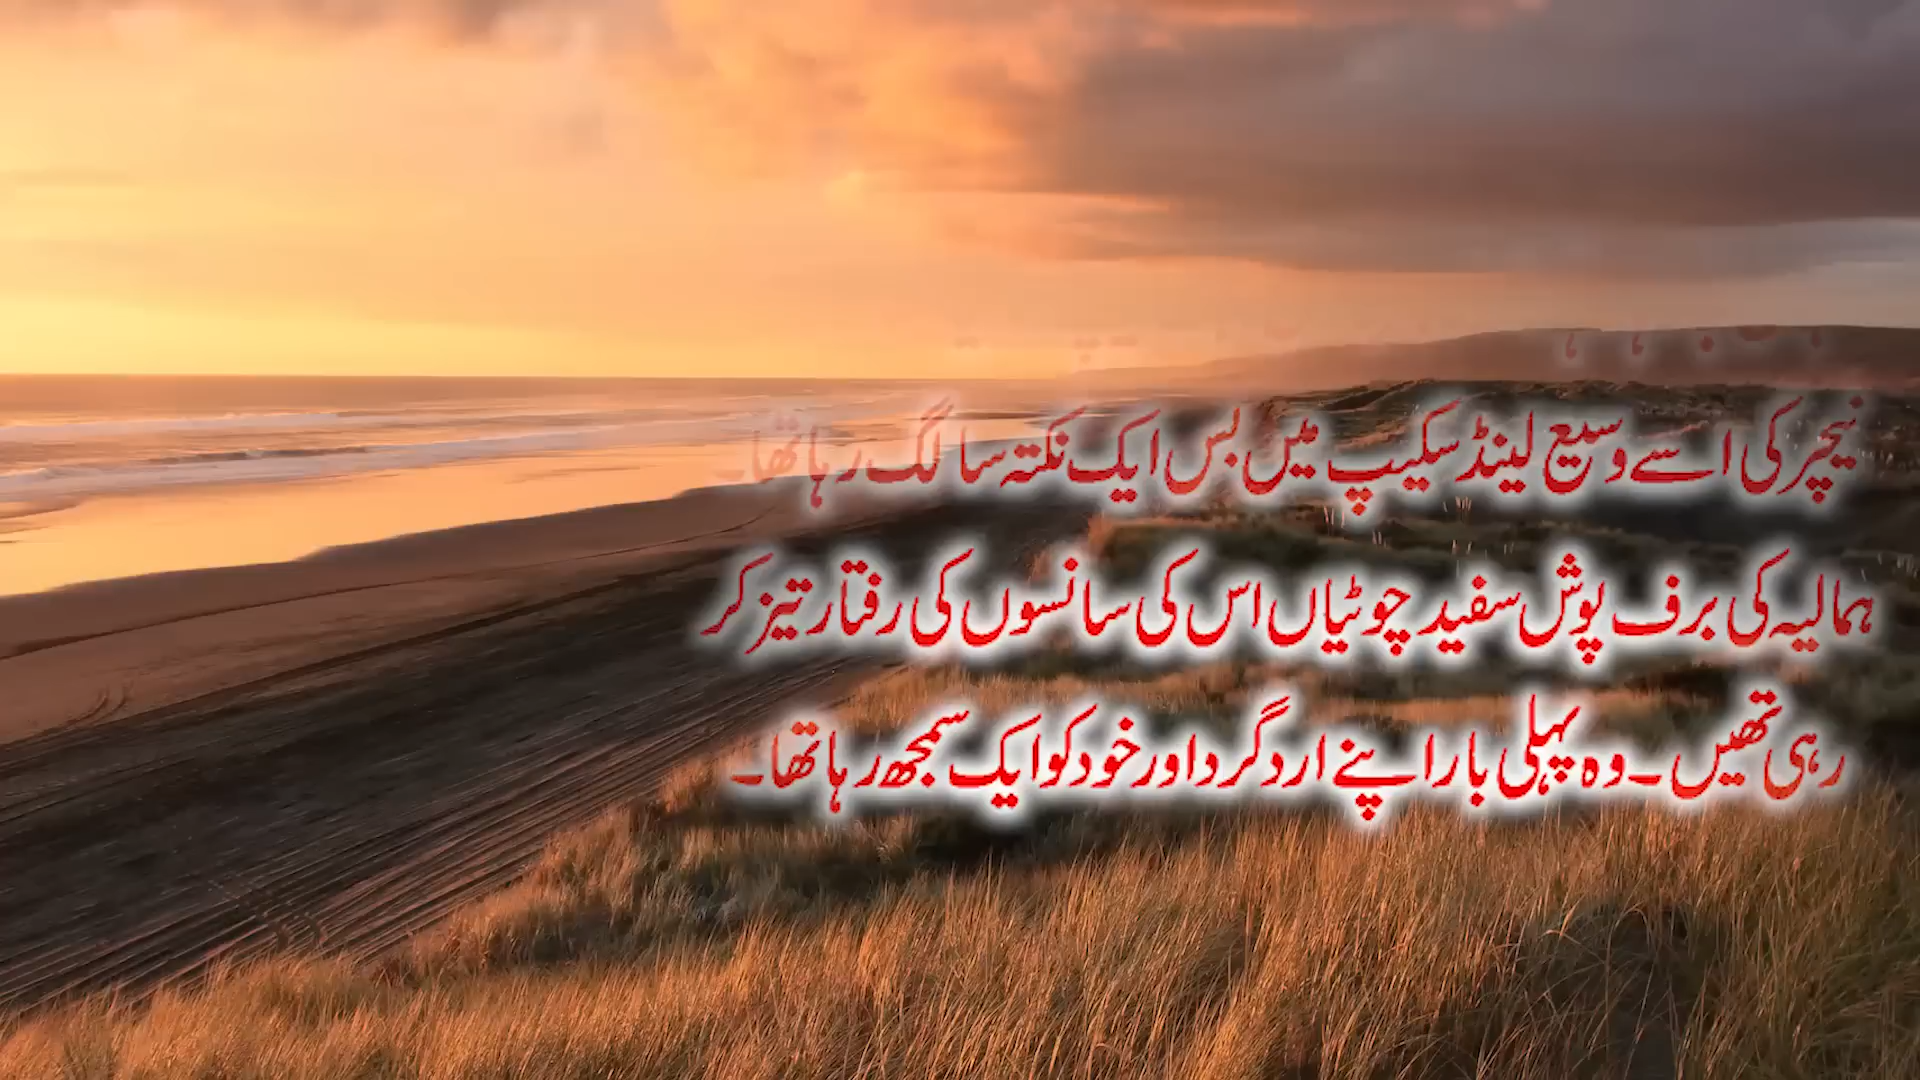 نیچر کی اسے وسیع لینڈ سکیپ میں بس ایک نکتہ سا لگ رہا تھا۔
ہمالیہ کی برف پوش سفید چوٹیاں اس کی سانسوں کی رفتار تیز کر
رہی تھیں۔ وہ پہلی بار اپنے ارد گرد اور خود کو ایک سمجھ رہا تھا۔